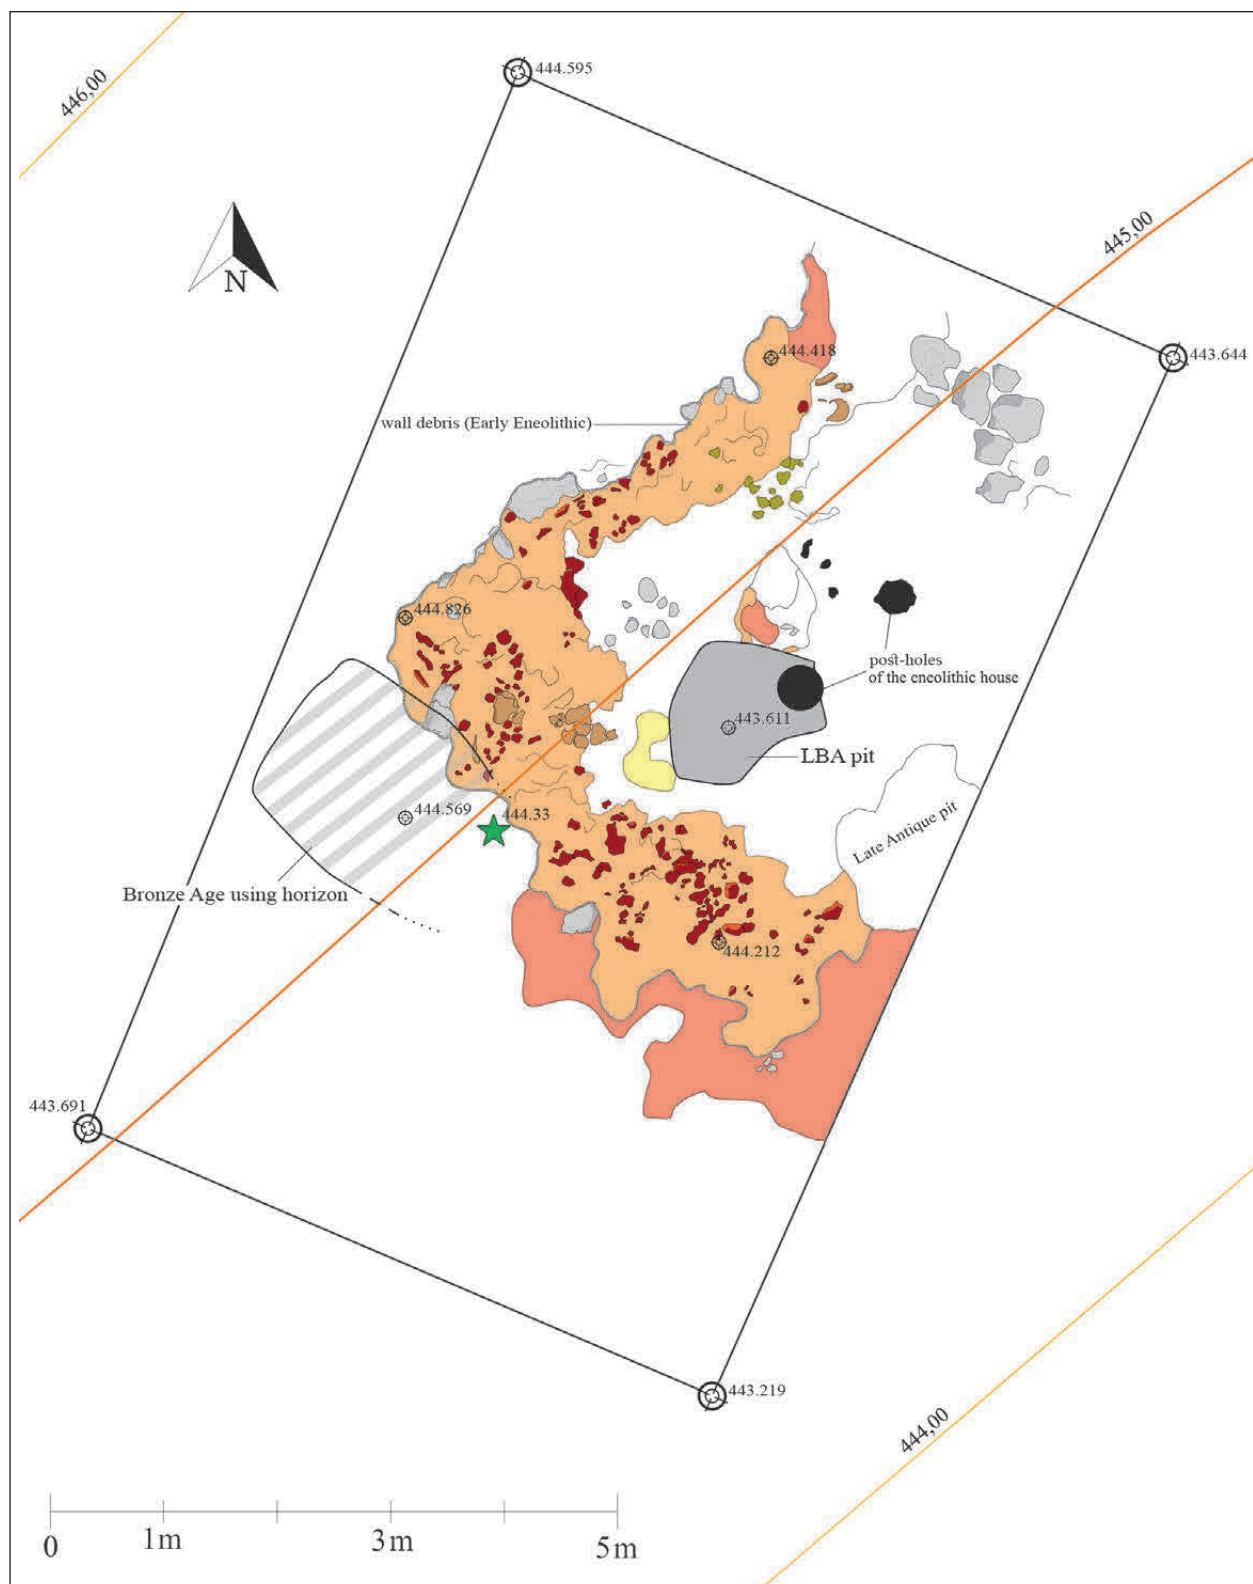 444.595
446,00
445,00
N
443.644
444.418
wall debris (Early Eneolithic)
444.826
post-holes
of the eneolithic house
443.611
LBA pit
444.569
444.33
Late Antique pit
Bronze Age using horizon
444.212
443.691
443.219
444,00
0
1m
3m
5m